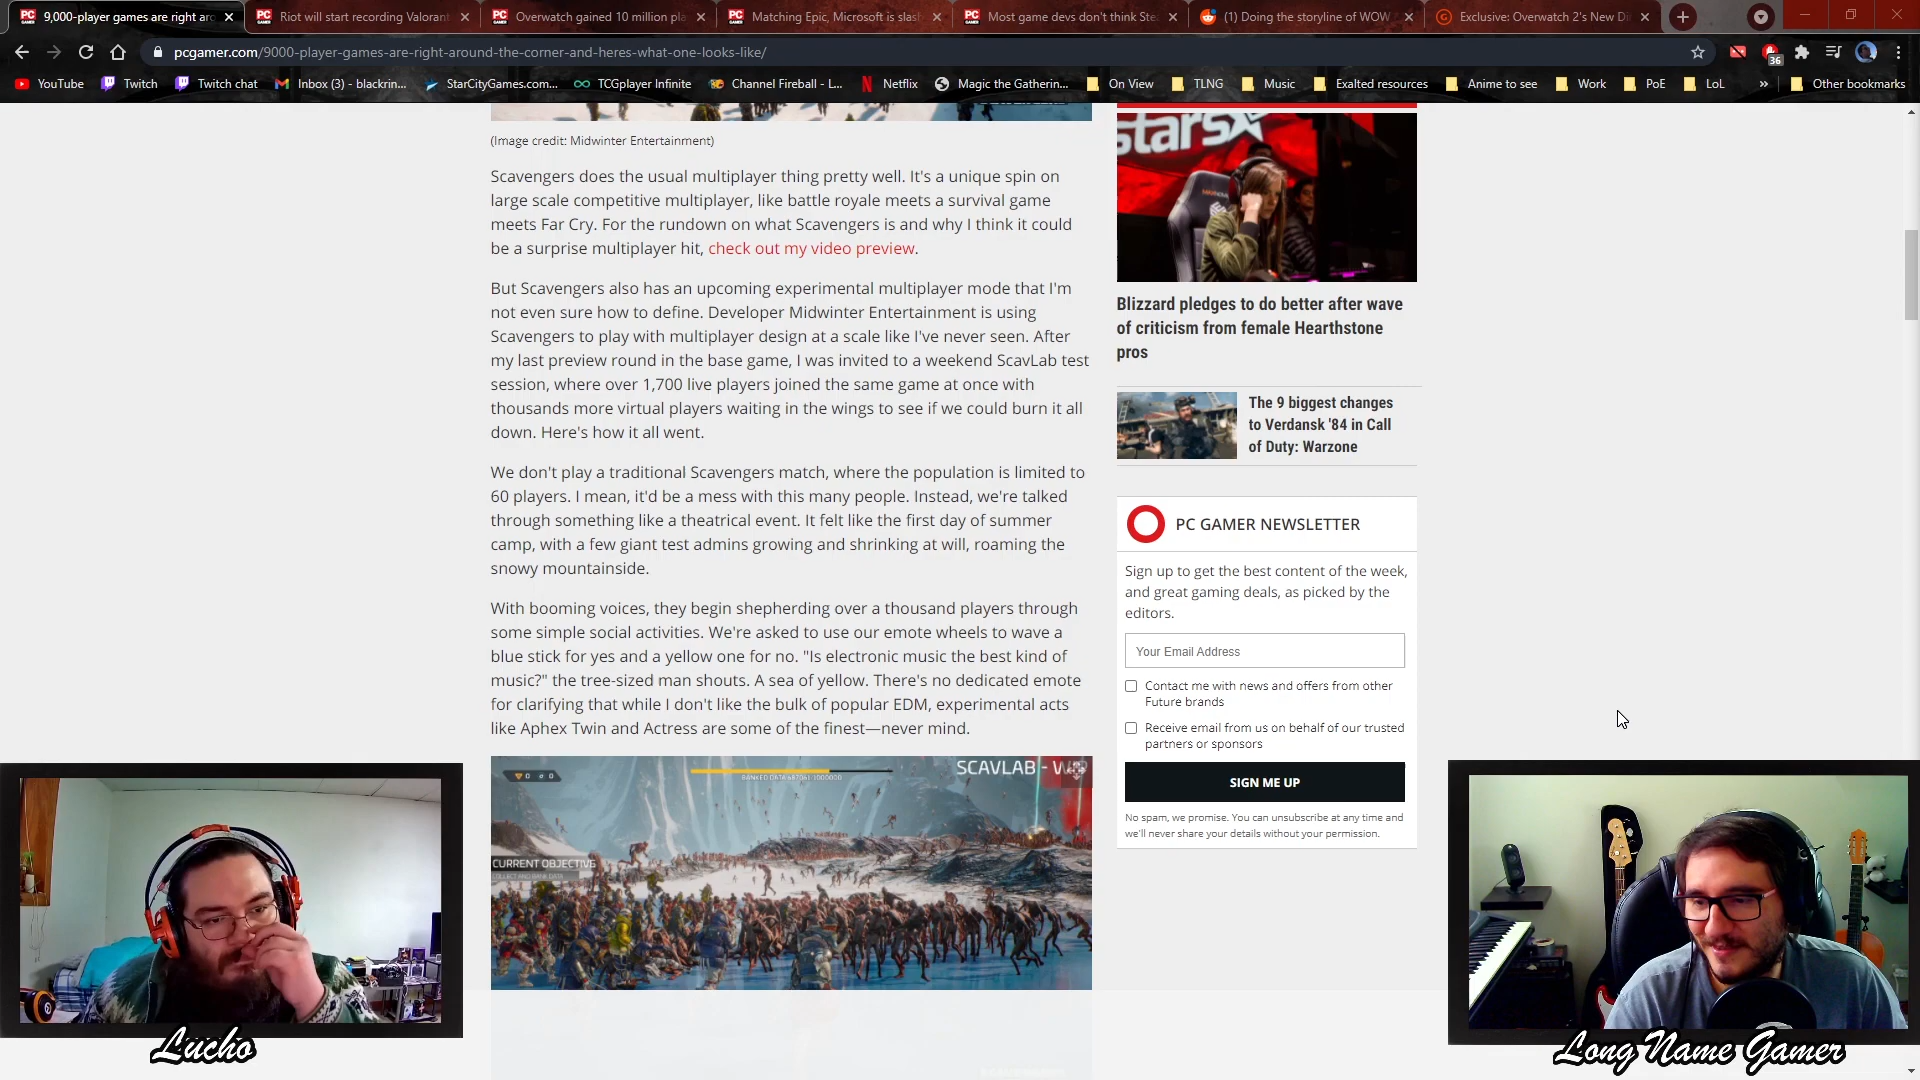 9,000-player games are right aro
Riot will start recording Valorant
Overwatch gained 10 million pla
Matching Epic, Microsoft is slash
Most game devs don't think Stea
(1) Doing the storyline of WOW
Exclusive: Overwatch 2's New Di
pcgamer.com/9000-player-games-are-right-around-the-corner-and-heres-what-one-looks-like/
36
YouTube
Twitch
Twitch chat
Inbox (3) - blackrin...
StarCityGames.com...
TCGplayer Infinite
Channel Fireball - L...
Netflix
Magic the Gatherin...
On View
TLNG
Music
Exalted resources
Anime to see
Work
PoE
LoL
»
Other bookmarks
(Image credit: Midwinter Entertainment)
Scavengers does the usual multiplayer thing pretty well. It's a unique spin on
large scale competitive multiplayer, like battle royale meets a survival game
meets Far Cry. For the rundown on what Scavengers is and why I think it could
be a surprise multiplayer hit, check out my video preview.
But Scavengers also has an upcoming experimental multiplayer mode that I'm
not even sure how to define. Developer Midwinter Entertainment is using
Scavengers to play with multiplayer design at a scale like I've never seen. After
my last preview round in the base game, I was invited to a weekend ScavLab test
session, where over 1,700 live players joined the same game at once with
thousands more virtual players waiting in the wings to see if we could burn it all
down. Here's how it all went.
We don't play a traditional Scavengers match, where the population is limited to
60 players. I mean, it'd be a mess with this many people. Instead, we're talked
through something like a theatrical event. It felt like the first day of summer
camp, with a few giant test admins growing and shrinking at will, roaming the
snowy mountainside.
With booming voices, they begin shepherding over a thousand players through
some simple social activities. We're asked to use our emote wheels to wave a
blue stick for yes and a yellow one for no. "Is electronic music the best kind of
music?" the tree-sized man shouts. A sea of yellow. There's no dedicated emote
for clarifying that while I don't like the bulk of popular EDM, experimental acts
like Aphex Twin and Actress are some of the finest—never mind.
SCAVLAB - W
CURRENT OBJECTIVE
COLLECT AND BANK DATA
stars
Blizzard pledges to do better after wave
of criticism from female Hearthstone
pros
The 9 biggest changes
to Verdansk '84 in Call
of Duty: Warzone
PC GAMER NEWSLETTER
Sign up to get the best content of the week,
and great gaming deals, as picked by the
editors.
Your Email Address
Contact me with news and offers from other
Future brands
Receive email from us on behalf of our trusted
partners or sponsors
SIGN ME UP
No spam, we promise. You can unsubscribe at any time and
we'll never share your details without your permission.
Lucho
Long Name Gamer